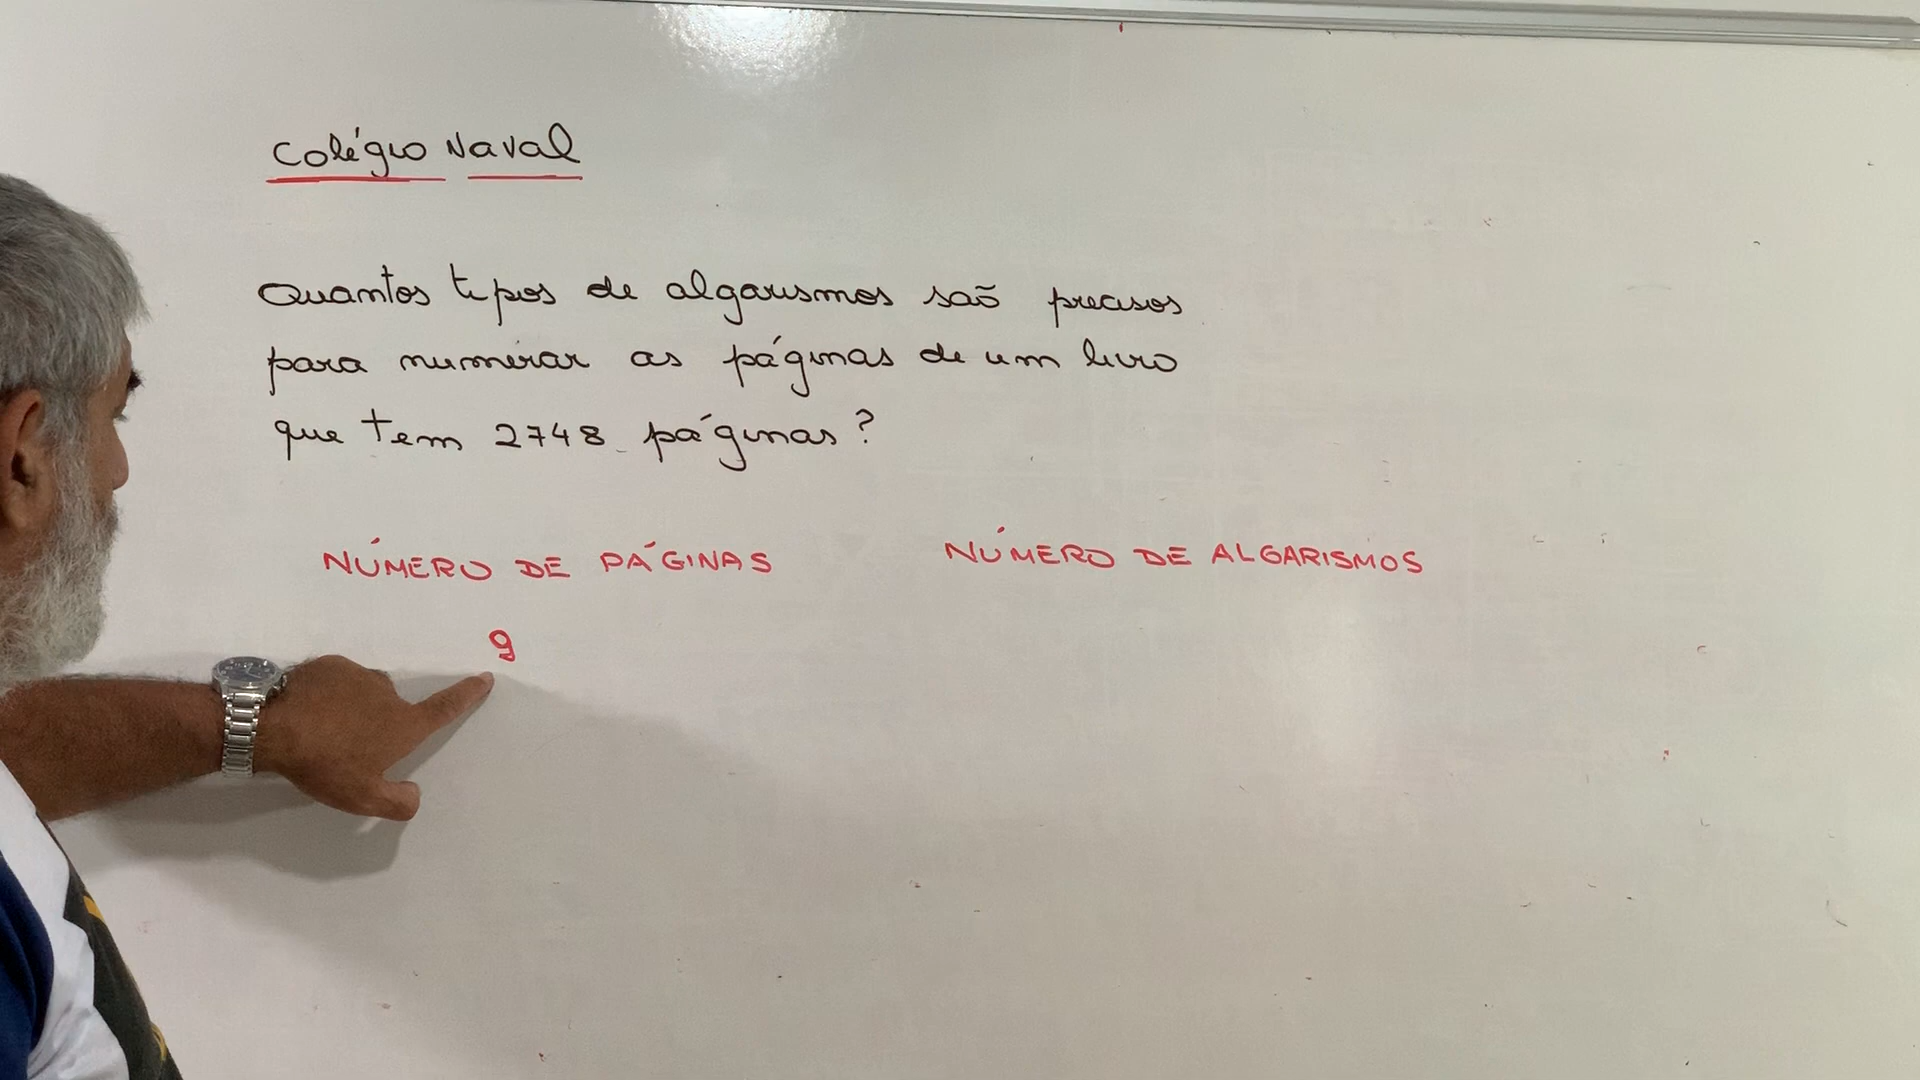 Colégio Naval
Quantos tipos de algarismos são precisos
para numerar as páginas de um livro
que tem 2748 páginas?
NÚMERO DE PÁGINAS NÚMERO DE ALGARISMOS
9